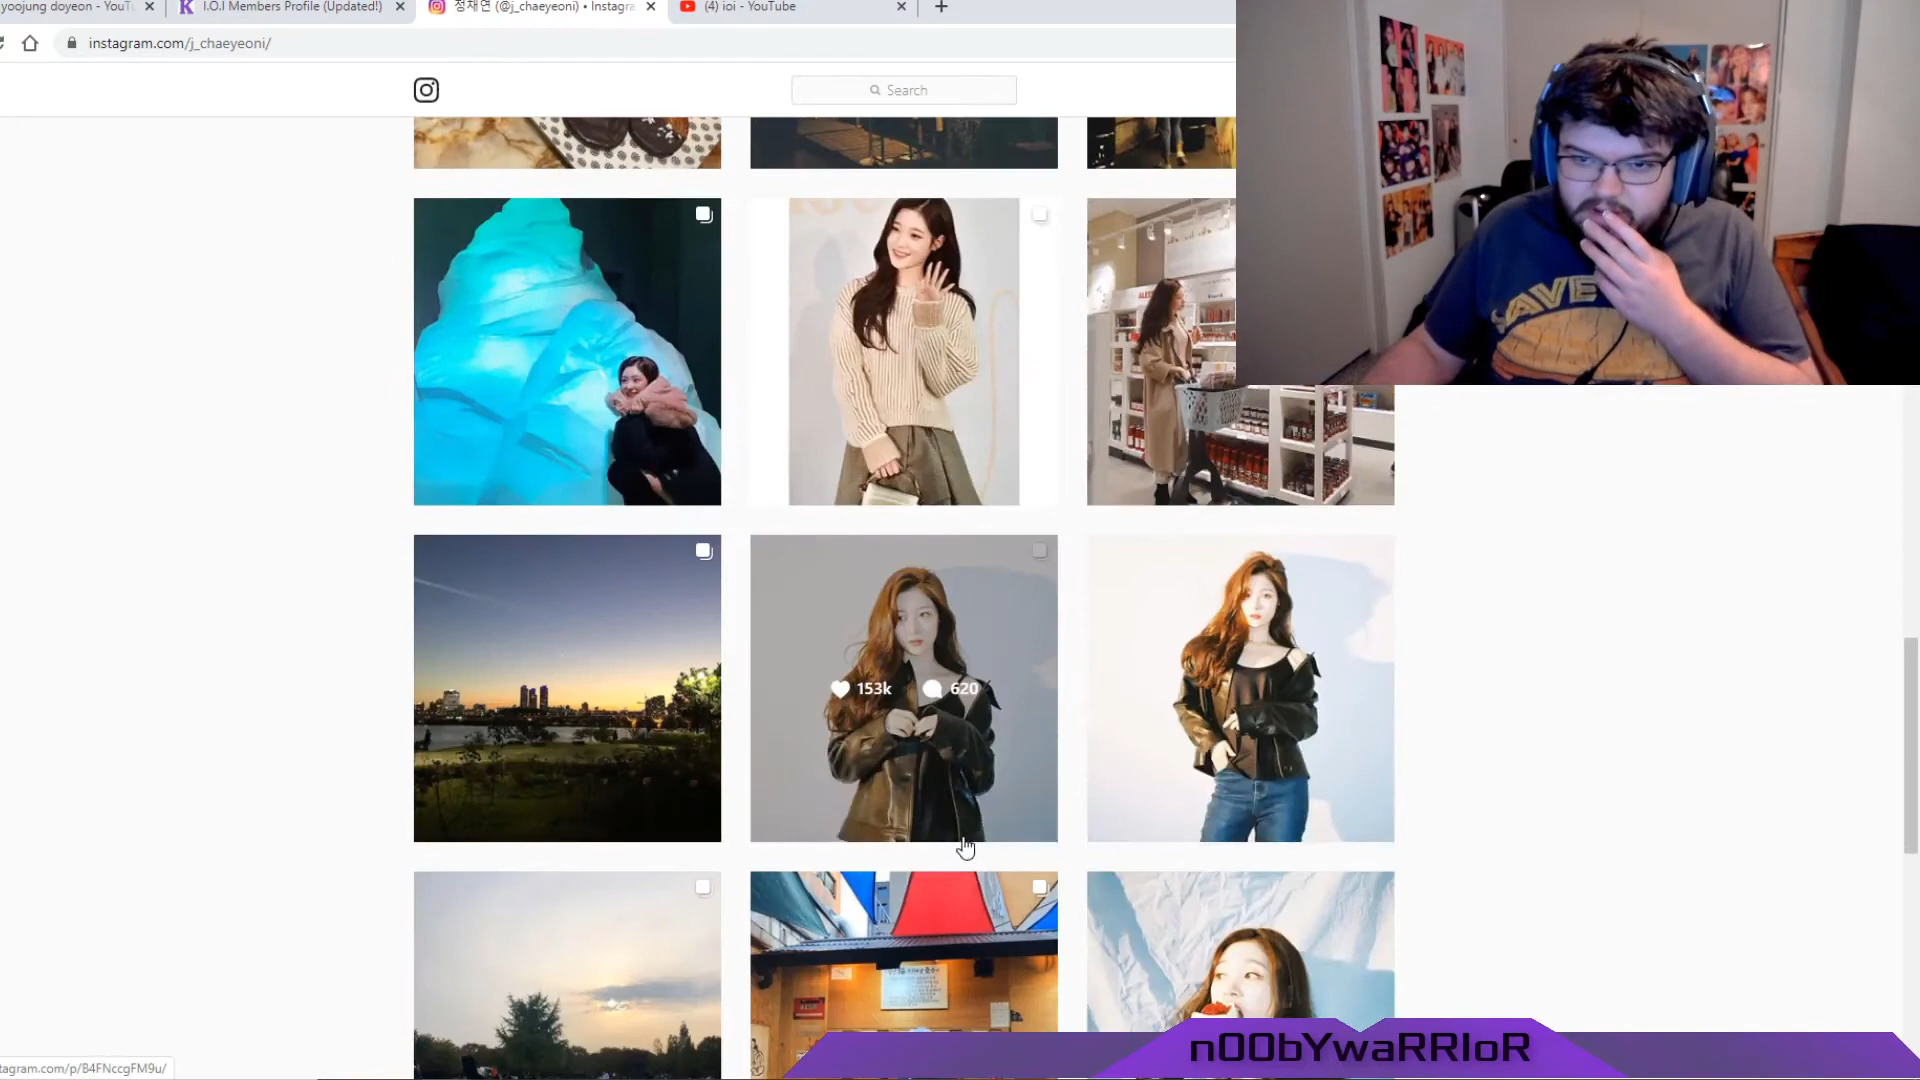 yoojung doyeon - YouT
I.O.I Members Profile (Updated!)
정채연 (@j_chaeyeoni) • Instagra
(4) ioi - YouTube
instagram.com/j_chaeyeoni/
Search
153k
620
AVE
n00bYwaRRIoR
tagram.com/p/B4FNccgFM9u/